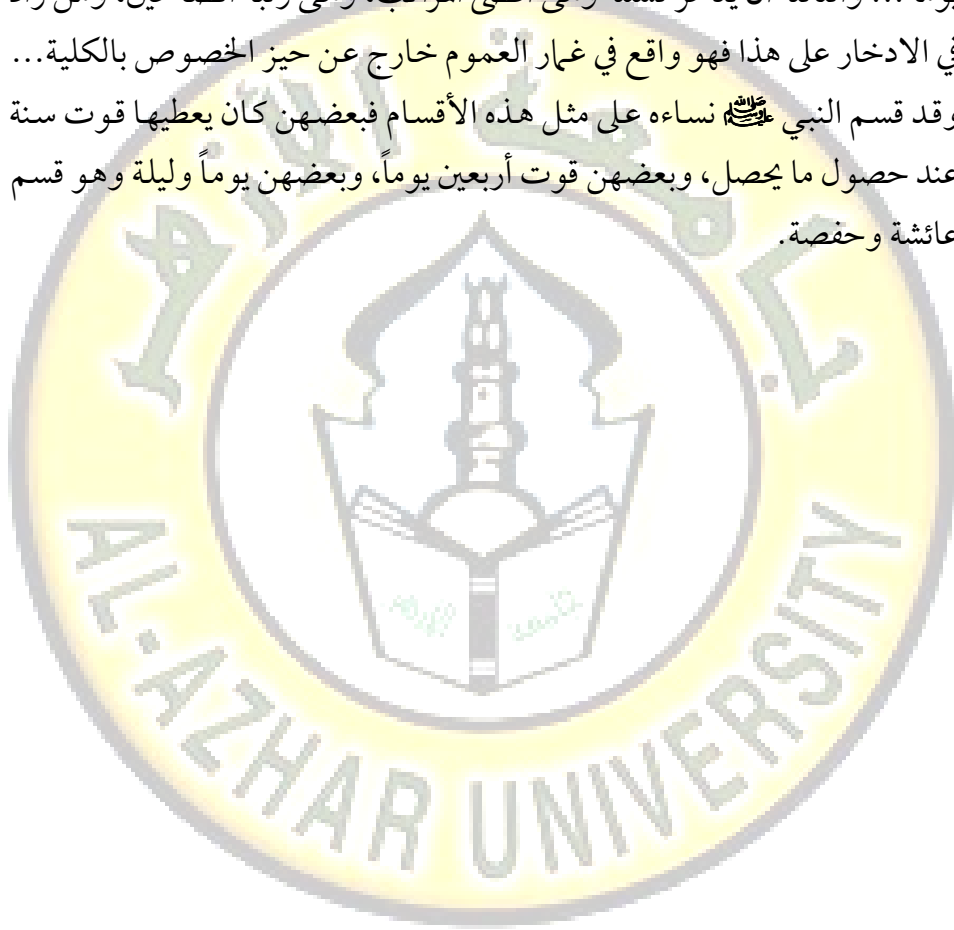 في الادخار على هذا فهو واقع في غمار العموم خارج عن حيز الخصوص بالكلية...
وقد قسم النبي ﷺ نساءه على مثل هذه الأقسام فبعضهن كان يعطيها قوت سنة
عند حصول ما يحصل، وبعضهن قوت أربعين يوماً، وبعضهن يوماً وليلة وهو قسم
عائشة وحفصة.
جامعة الأزهر
AL-AZHAR UNIVERSITY